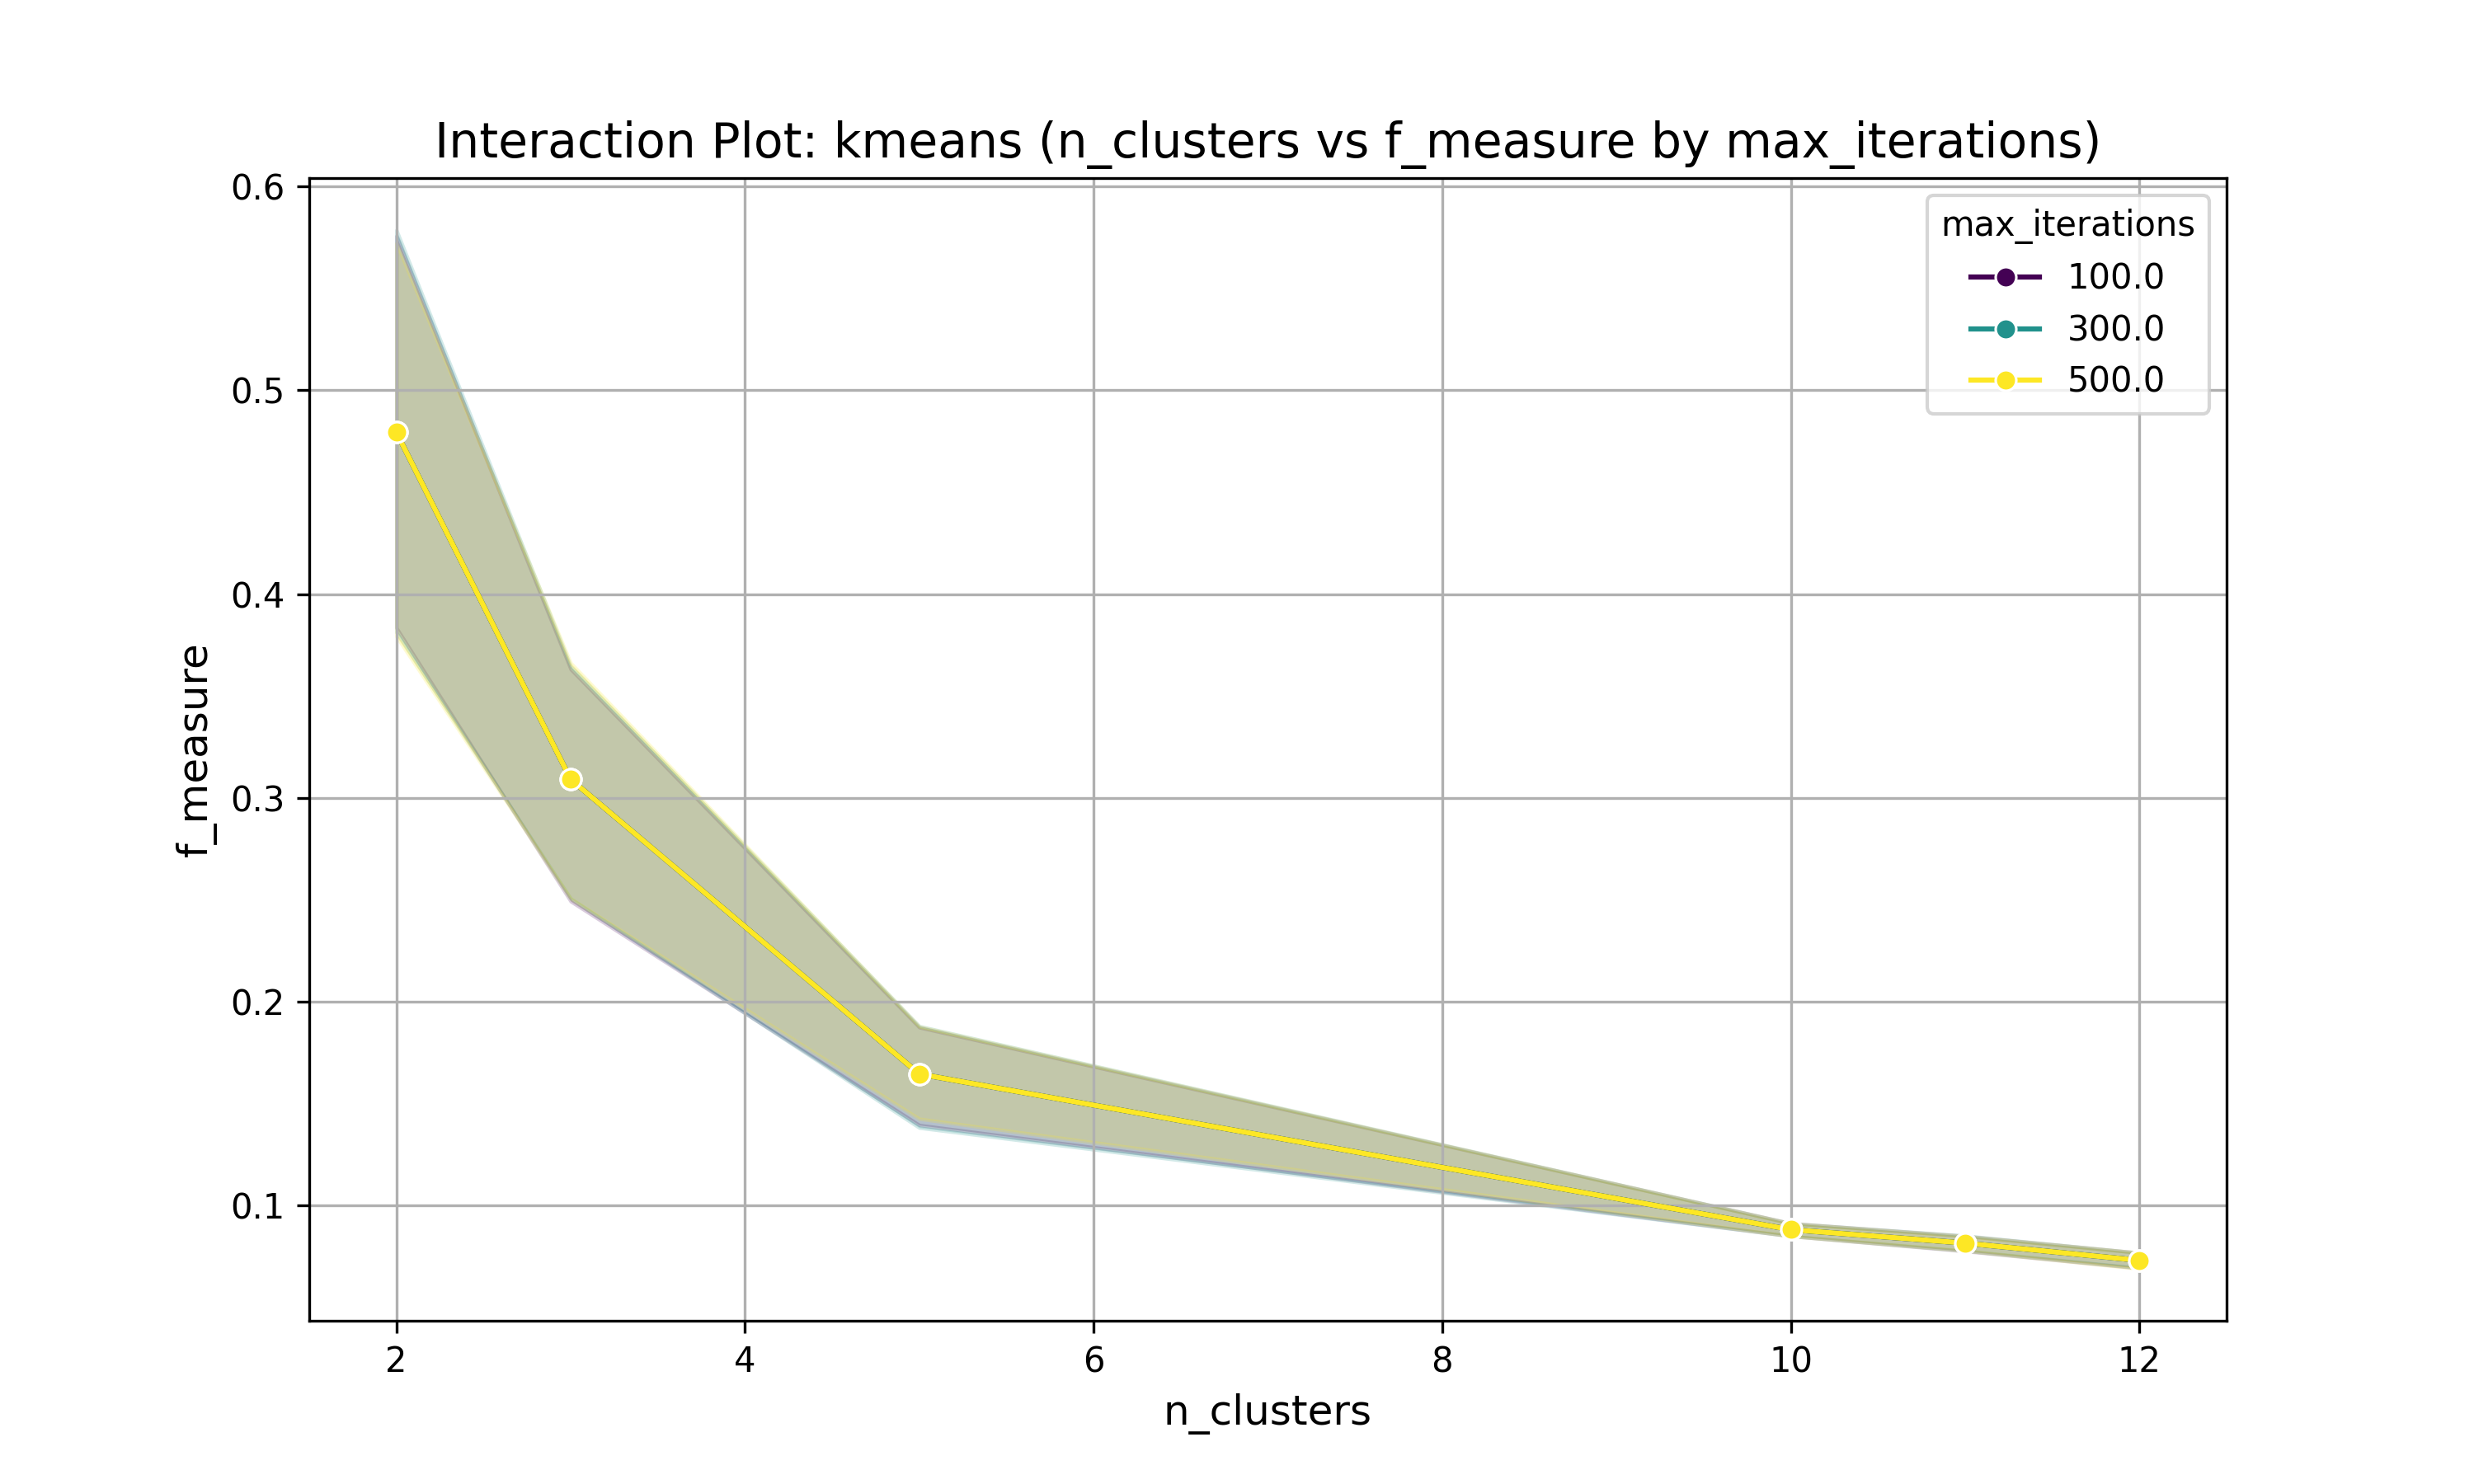 Interaction Plot: kmeans (n_clusters vs f_measure by max_iterations)
max_iterations
100.0
300.0
500.0
f_measure
0.6
0.5
0.4
0.3
0.2
0.1
2 4 6 8 10 12
n_clusters